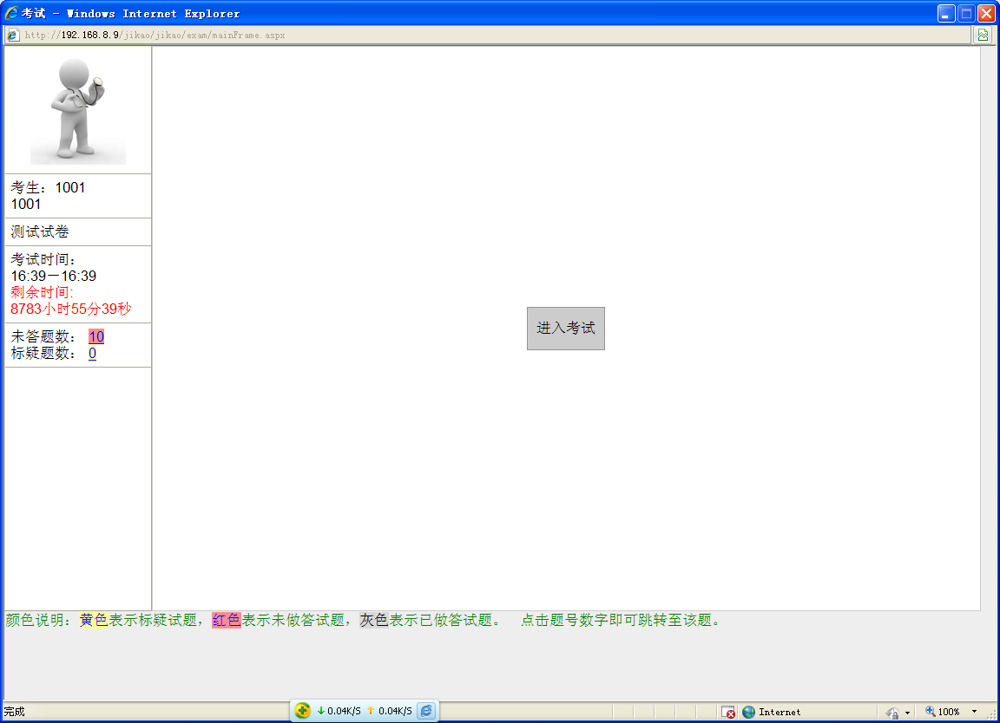 考试 - Windows Internet Explorer
http://192.168.8.9/jikao/jikao/exam/mainFrame.aspx
考生：1001
1001
测试试卷
考试时间：
16:39－16:39
剩余时间:
8783小时55分39秒
未答题数： 10
标疑题数： 0
进入考试
颜色说明：黄色表示标疑试题，红色表示未做答试题，灰色表示已做答试题。 点击题号数字即可跳转至该题。
完成
0.04K/S 0.04K/S
Internet
100%